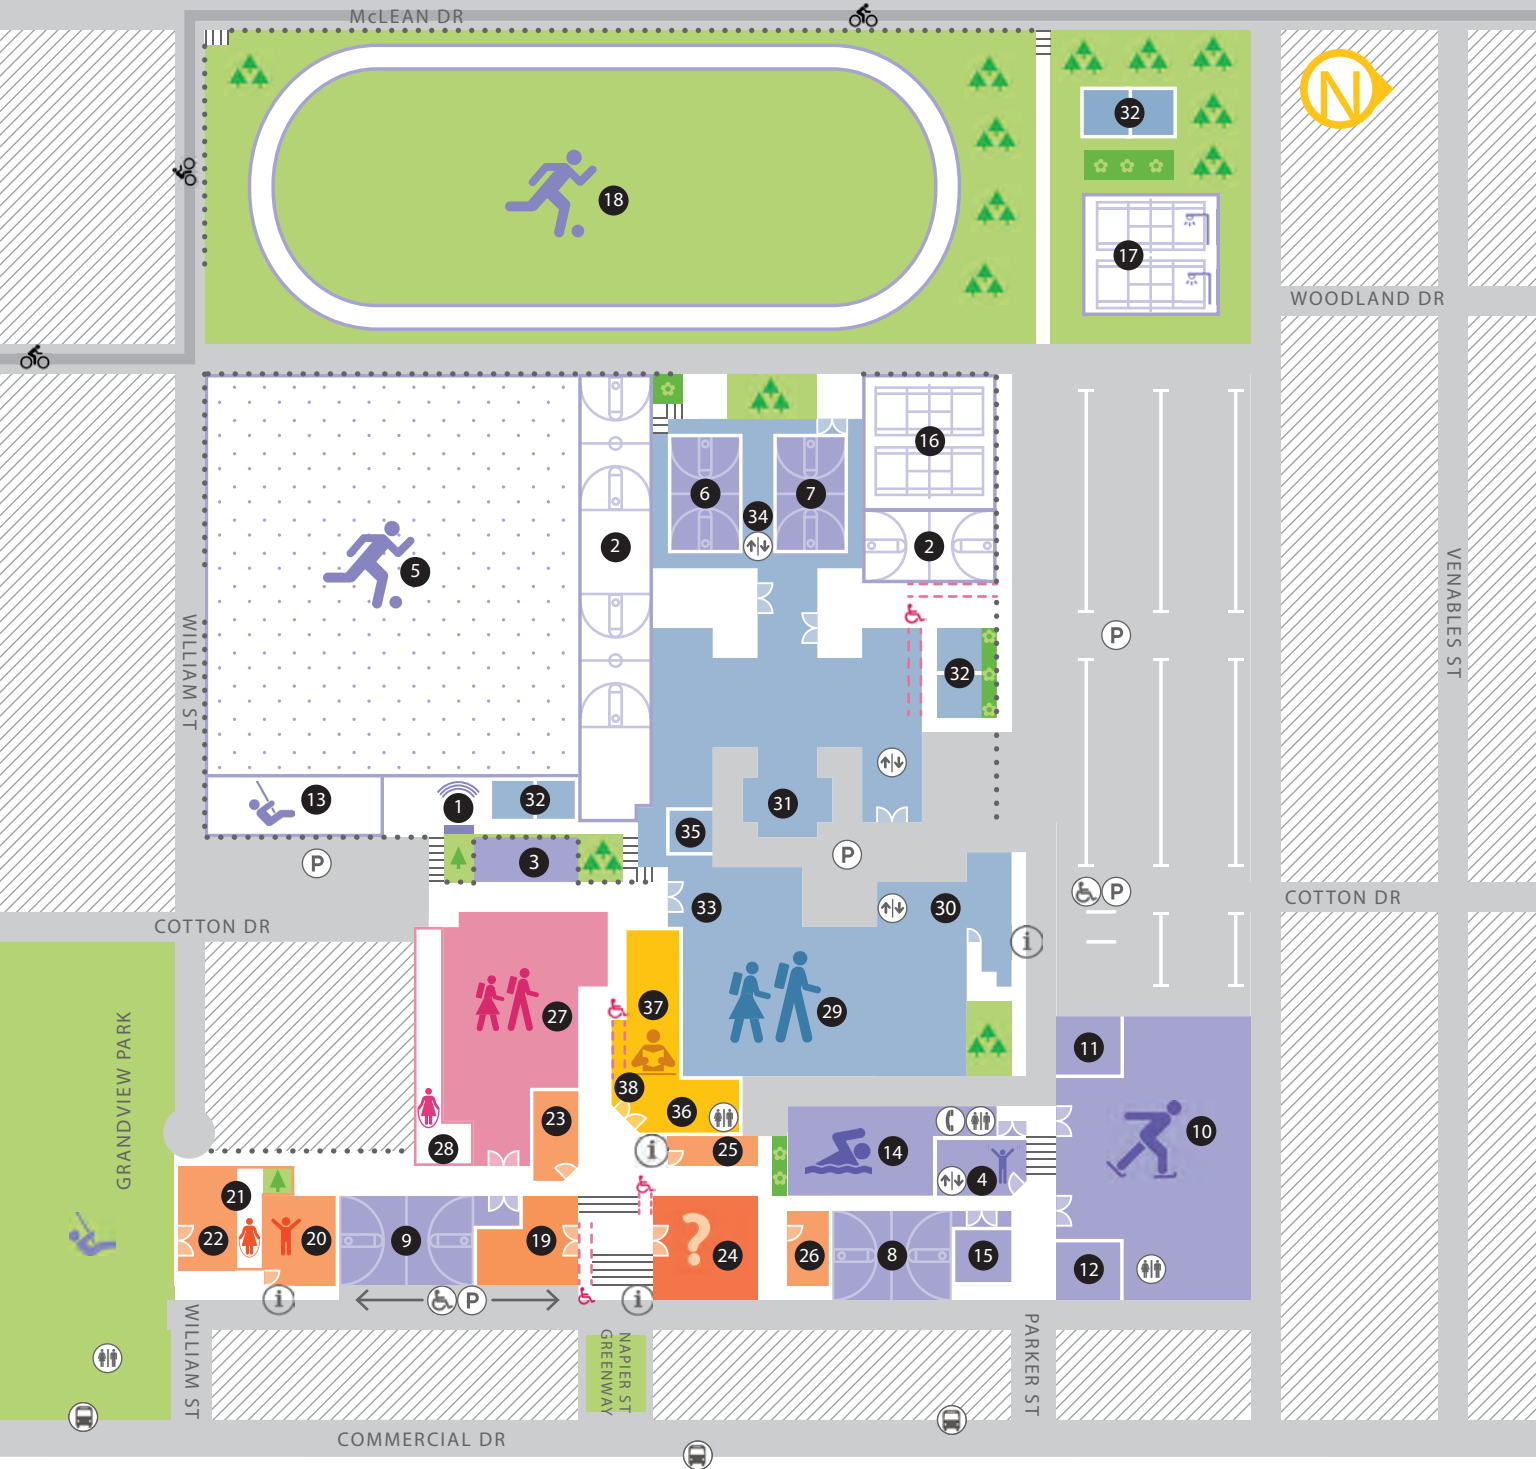 McLEAN DR
N
32
18
17
WOODLAND DR
16
6
7
34
2
2
5
WILLIAM ST
VENABLES ST
P
32
13
1
32
31
35
3
P
P
P
COTTON DR
33
30
COTTON DR
i
GRANDVIEW PARK
27
37
29
11
38
36
23
10
28
i
25
14
4
21
22
20
9
19
24
26
8
15
12
i
P
i
WILLIAM ST
NAPIER ST
GREENWAY
PARKER ST
COMMERCIAL DR